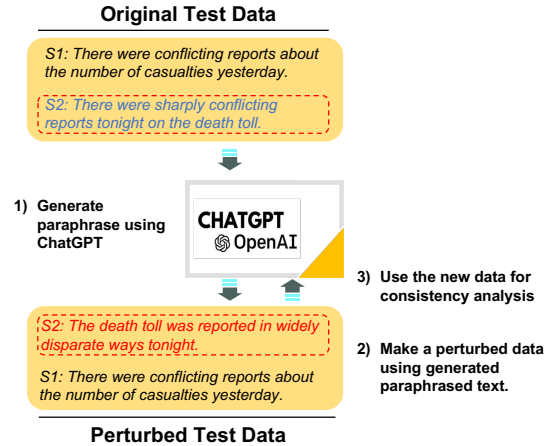 Original Test Data
S1: There were conflicting reports about
the number of casualties yesterday.
S2: There were sharply conflicting
reports tonight on the death toll.
1) Generate
paraphrase using
ChatGPT
CHATGPT
OpenAI
3) Use the new data for
consistency analysis
S2: The death toll was reported in widely
disparate ways tonight.
2) Make a perturbed data
using generated
paraphrased text.
S1: There were conflicting reports about
the number of casualties yesterday.
Perturbed Test Data